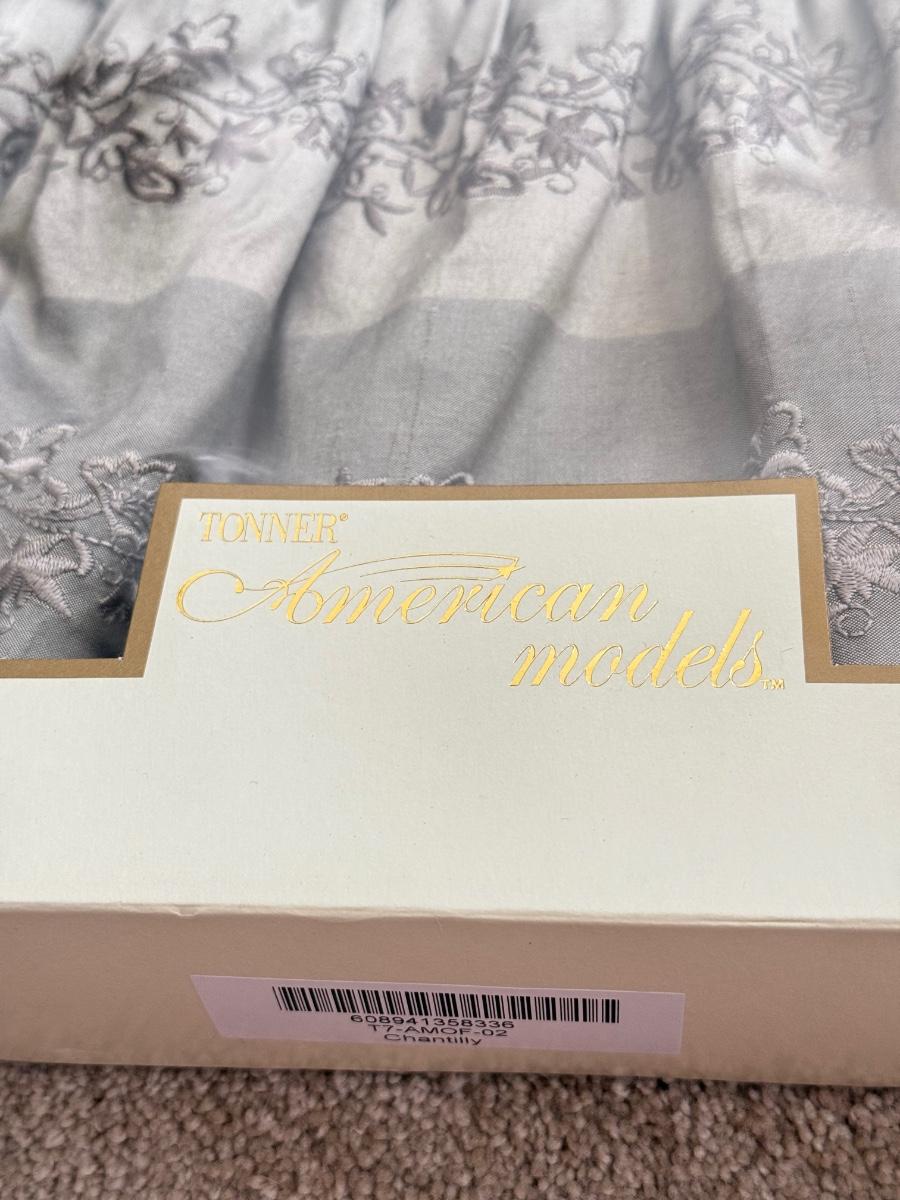 TONNER®
American
models™
608941358336
T7-AMOF-02
Chantilly